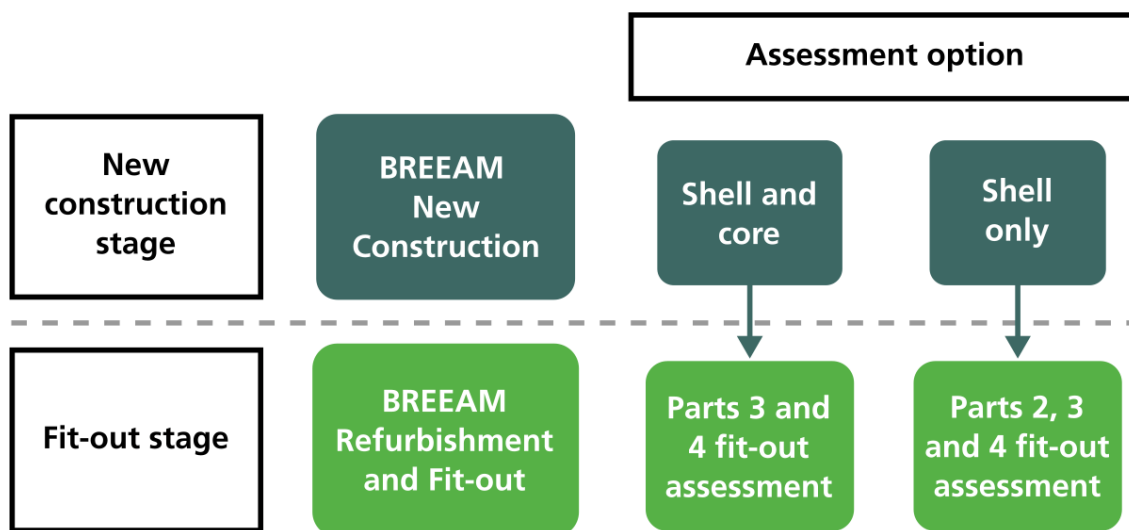 Assessment option
New
construction
stage
BREEAM
New
Construction
Shell and
core
Shell
only
Fit-out stage
BREEAM
Refurbishment
and Fit-out
Parts 3 and
4 fit-out
assessment
Parts 2, 3
and 4 fit-out
assessment